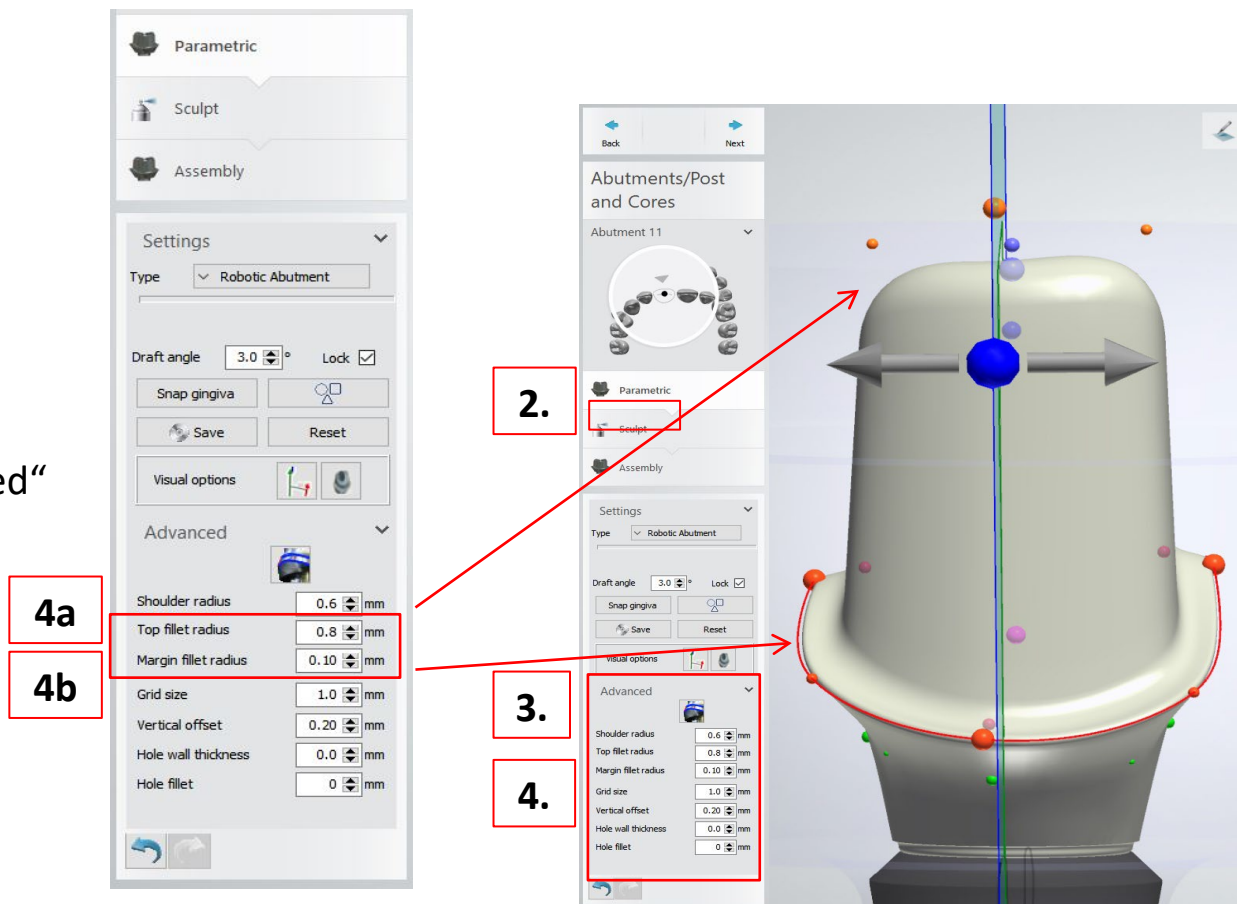 Parametric
Sculpt
Assembly
Settings
Type Robotic Abutment
Draft angle 3.0 ° Lock
Snap gingiva
Save Reset
Visual options
ed“
Advanced
4a
4b
Shoulder radius 0.6 mm
Top fillet radius 0.8 mm
Margin fillet radius 0.10 mm
Grid size 1.0 mm
Vertical offset 0.20 mm
Hole wall thickness 0.0 mm
Hole fillet 0 mm
Back Next
Abutments/Post
and Cores
Abutment 11
2.
Parametric
Sculpt
Assembly
Settings
Type Robotic Abutment
Draft angle 3.0 ° Lock
Snap gingiva
Save Reset
Visual options
3.
Advanced
4.
Shoulder radius 0.6 mm
Top fillet radius 0.8 mm
Margin fillet radius 0.10 mm
Grid size 1.0 mm
Vertical offset 0.20 mm
Hole wall thickness 0.0 mm
Hole fillet 0 mm